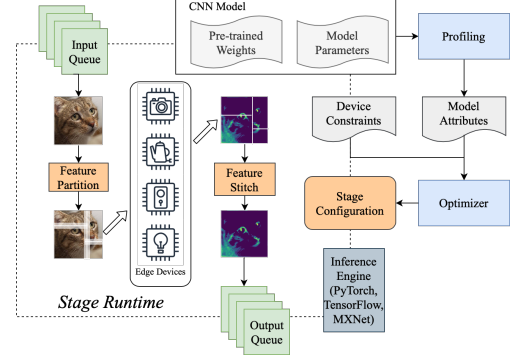 CNN Model
Input
Queue
Pre-trained
Weights
Model
Parameters
Profiling
Device
Constraints
Model
Attributes
Feature
Partition
Feature
Stitch
Stage
Configuration
Optimizer
Edge Devices
Inference
Engine
(PyTorch,
TensorFlow,
MXNet)
Stage Runtime
Output
Queue